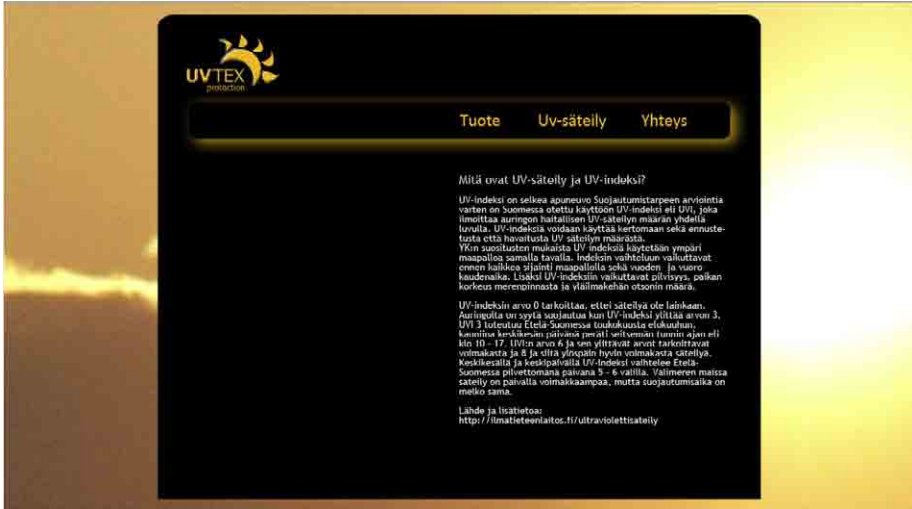 UVTEX
protection
Tuote Uv-säteily Yhteys
Mitä ovat UV-säteily ja UV-indeksi?
UV-indeksi on selkea apuneuvo Suojautumistarpeen arviointia
varten on Suomessa otettu käyttöön UV-indeksi eli UVI, joka
ilmoittaa auringon haitallisen UV-säteilyn määrän yhdellä
luvulla. UV-indeksiä voidaan käyttää kertomaan sekä ennuste-
tusta että havaitusta UV säteilyn määrästä.
YK:n suositusten mukaista UV indeksiä käytetään ympäri
maapalloa samalla tavalla. Indeksin vaihteluun vaikuttavat
ennen kaikkea sijainti maapallolla sekä vuoden- ja vuoro
kaudenaika. Lisäksi UV-indeksiin vaikuttavat pilvisyys, paikan
korkeus merenpinnasta ja yläilmakehän otsonin määrä.
UV-indeksin arvo 0 tarkoittaa, ettei säteilyä ole lainkaan.
Auringolta on syytä suojautua kun UV-indeksi ylittää arvon 3.
UVI 3 toteutuu Etelä-Suomessa toukokuusta elokuuhun,
kauniina keskikesän päivänä peräti seitsemän tunnin ajan eli
klo 10 - 17. UVI:n arvo 6 ja sen ylittävät arvot tarkoittavat
voimakasta ja 8 ja siitä ylöspäin hyvin voimakasta säteilyä.
Keskikesällä ja keskipäivällä UV-indeksi vaihtelee Etelä-
Suomessa pilvettömänä päivänä 5 - 6 välillä. Välimeren maissa
säteily on päivällä voimakkaampaa, mutta suojautumisaika on
melko sama.
Lähde ja lisätietoa:
http://ilmatieteenlaitos.fi/ultraviolettisateily